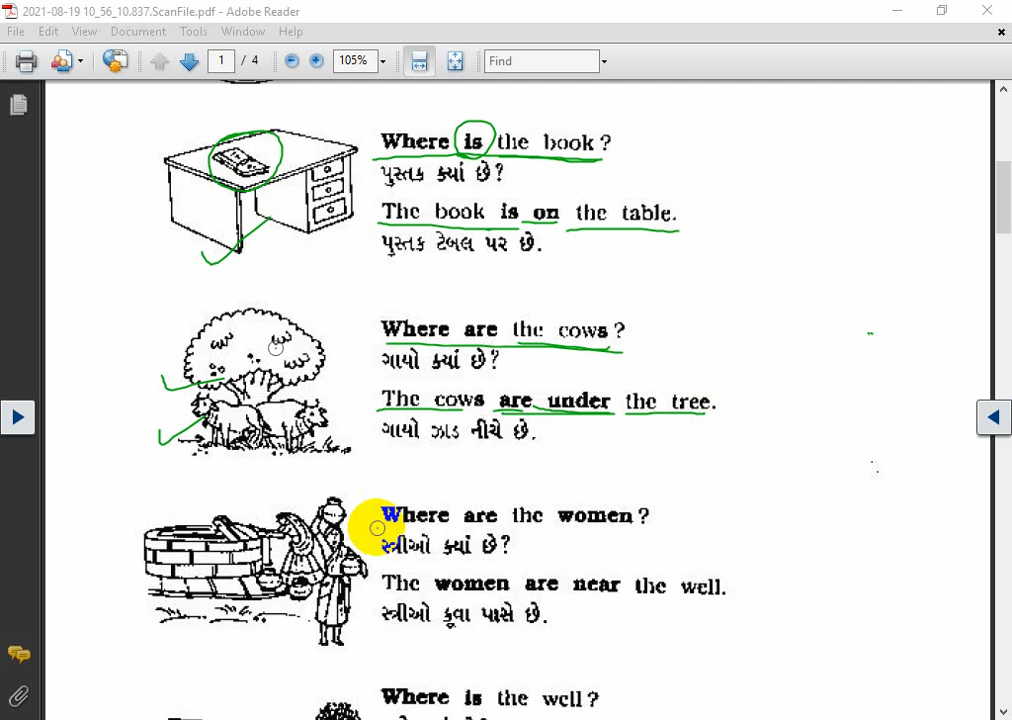 2021-08-19 10_56_10.837.ScanFile.pdf - Adobe Reader
File Edit View Document Tools Window Help
1 / 4 105% Find
Where is the book?
પુસ્તક ક્યાં છે?
The book is on the table.
પુસ્તક ટેબલ પર છે.
Where are the cows?
ગાયો ક્યાં છે?
The cows are under the tree.
ગાયો ઝાડ નીચે છે.
Where are the women?
સ્ત્રીઓ ક્યાં છે?
The women are near the well.
સ્ત્રીઓ કૂવા પાસે છે.
Where is the well?